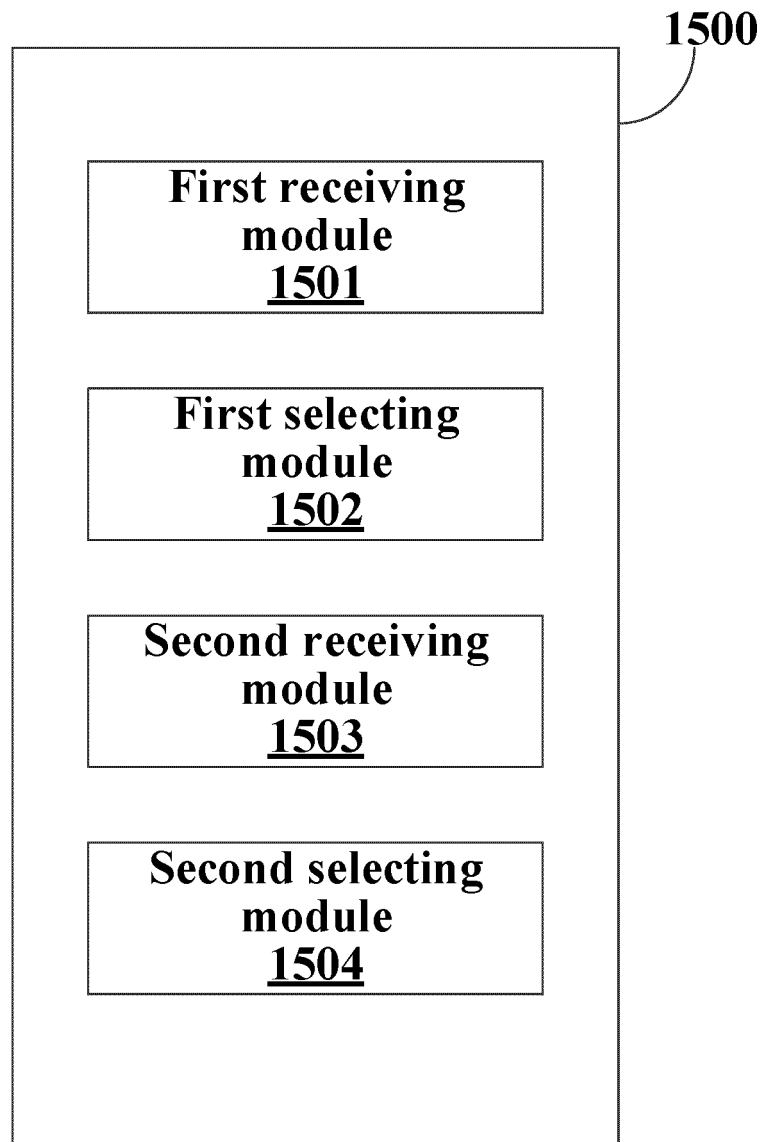 1500
First receiving
module
1501
First selecting
module
1502
Second receiving
module
1503
Second selecting
module
1504